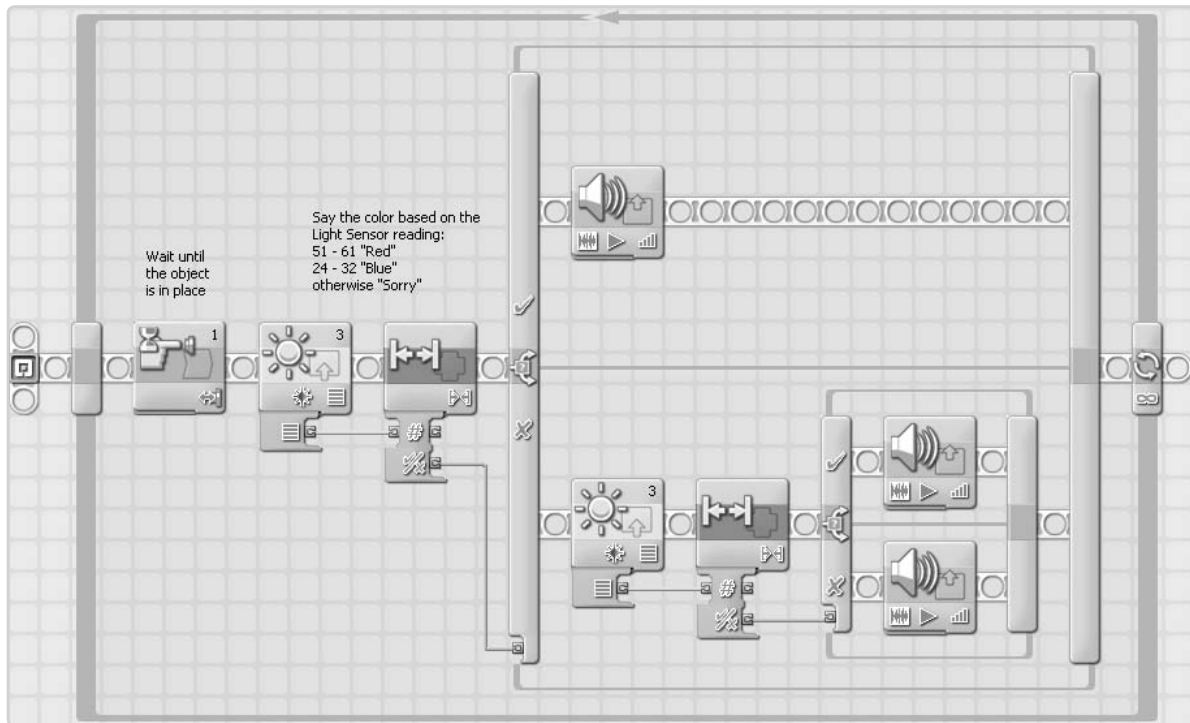 Say the color based on the
Light Sensor reading:
51 - 61 "Red"
24 - 32 "Blue"
otherwise "Sorry"
Wait until
the object
is in place
1
3
#
3
#